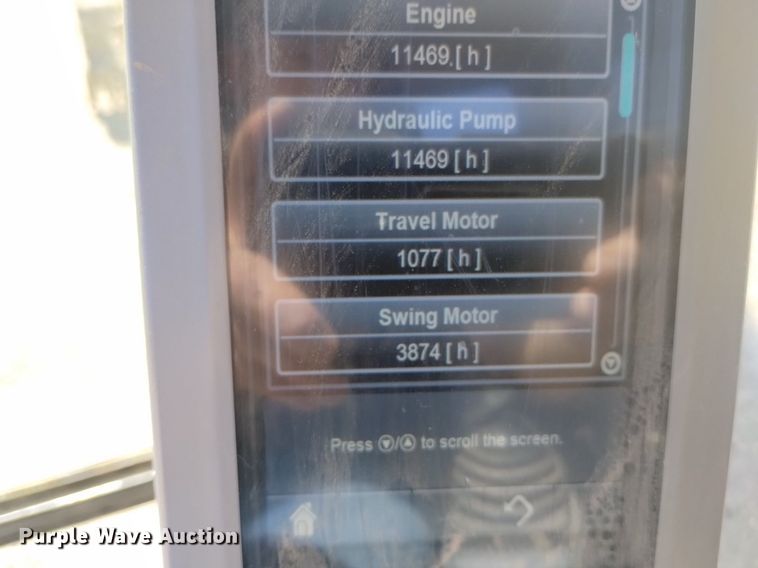 Engine
11469.[ h ]
Hydraulic Pump
11469 [ h ]
Travel Motor
1077 [ h ]
Swing Motor
3874 [ h ]
Press ▼/▲ to scroll the screen.
Purple Wave Auction